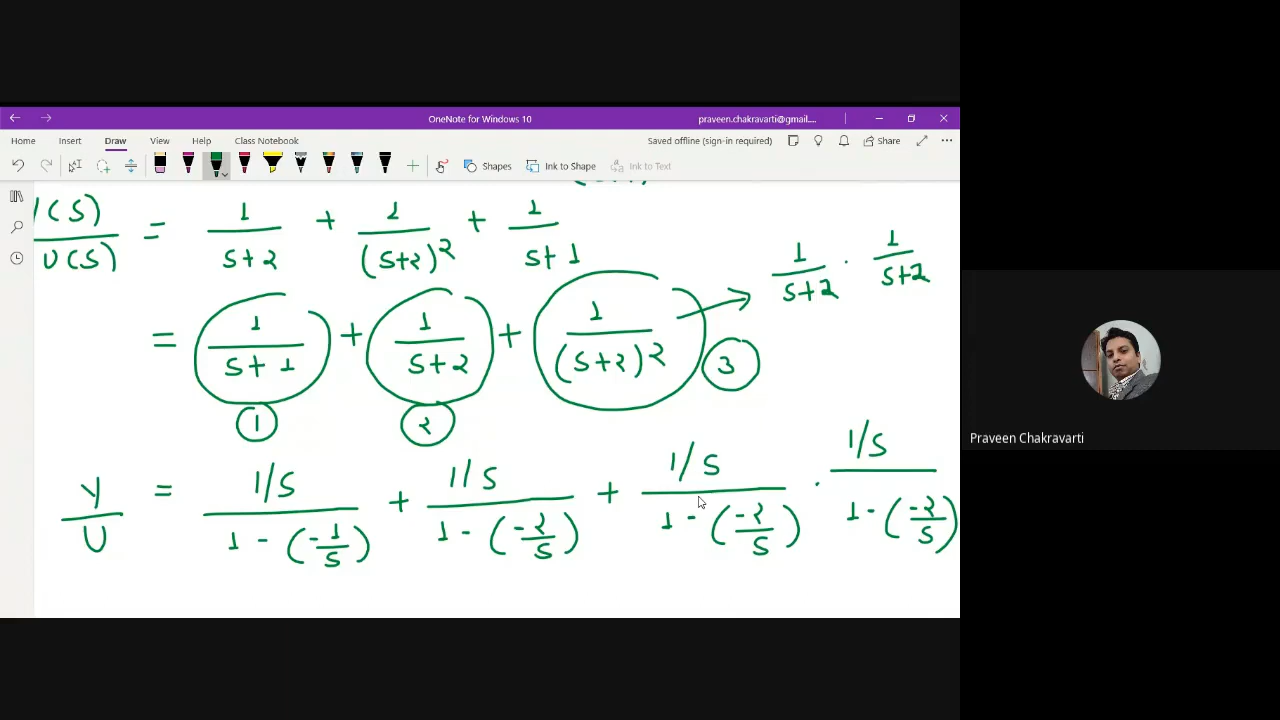 OneNote for Windows 10
praveen.chakravarti@gmail....
Home Insert Draw View Help Class Notebook
Saved offline (sign-in required)
Share
Shapes
Ink to Shape
Ink to Text
(S)/U(S) = 1/(S+2) + 1/(S+2)^2 + 1/(S+1)
= 1/(S+1) + 1/(S+2) + 1/(S+2)^2 → 1/(S+2) · 1/(S+2)
1 2 3
Y/U = (1/S)/(1-(-1/S)) + (1/S)/(1-(-2/S)) + (1/S)/(1-(-2/S)) · (1/S)/(1-(-2/S))
Praveen Chakravarti